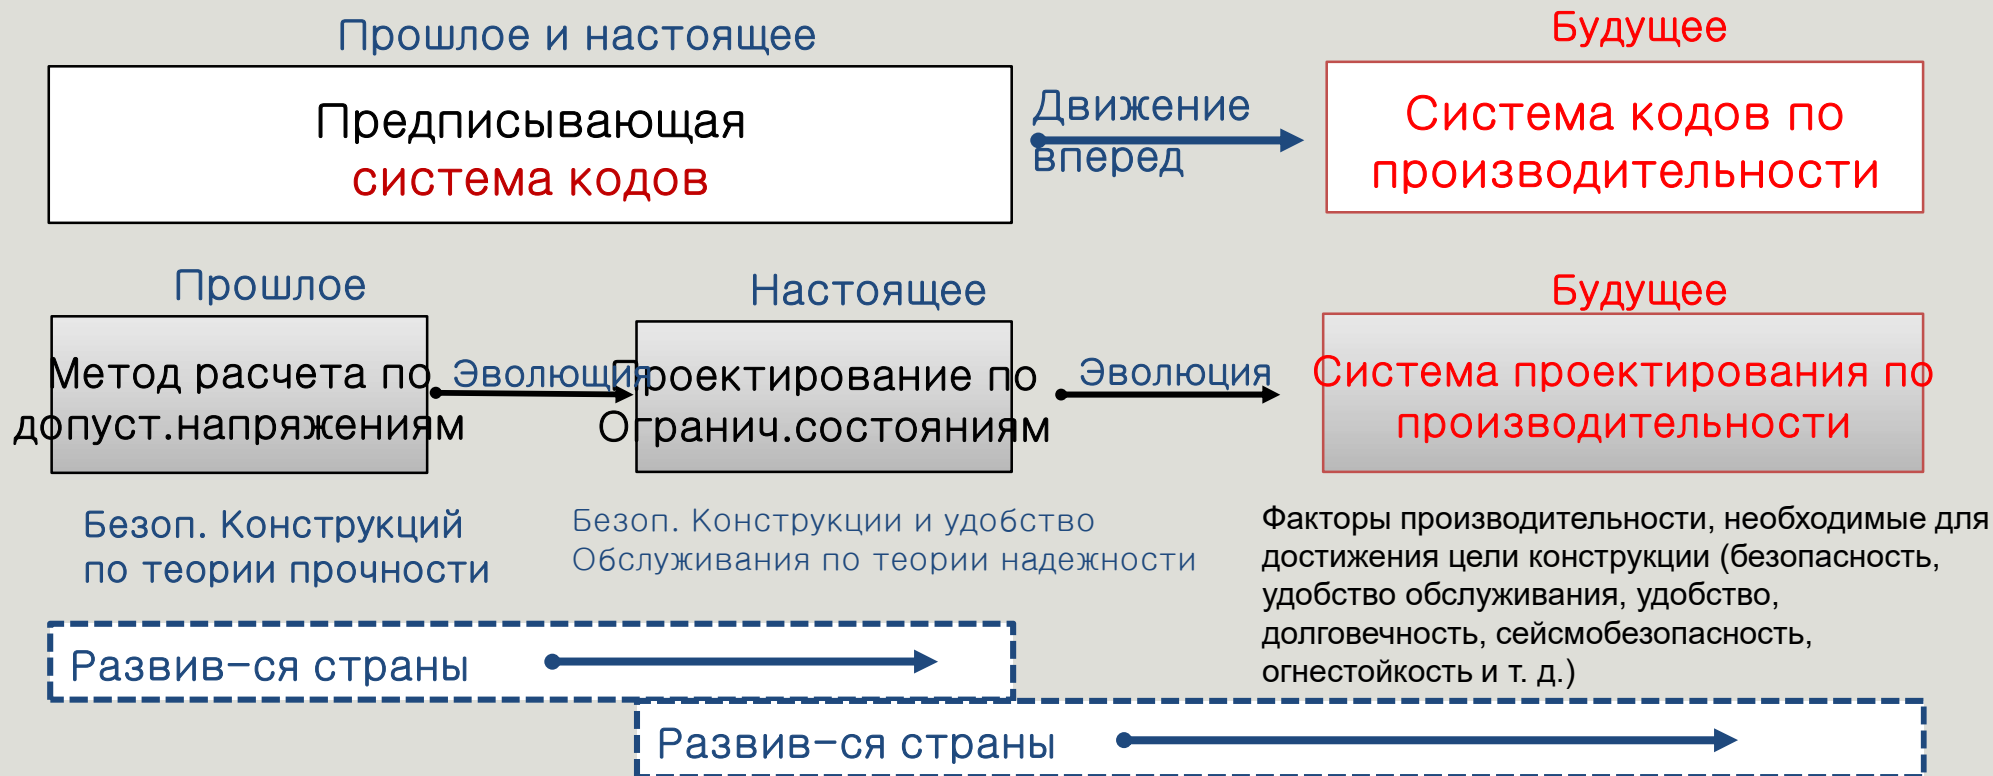 Прошлое и настоящее
Будущее
Предписывающая
система кодов
Движение
вперед
Система кодов по
производительности
Прошлое
Настоящее
Будущее
Метод расчета по
допуст.напряжениям
Эволющия
Проектирование по
Огранич.состояниям
Эволюция
Система проектирования по
производительности
Безоп. Конструкций
по теории прочности
Безоп. Конструкции и удобство
Обслуживания по теории надежности
Факторы производительности, необходимые для
достижения цели конструкции (безопасность,
удобство обслуживания, удобство,
долговечность, сейсмобезопасность,
огнестойкость и т. д.)
Развив-ся страны
Развив-ся страны